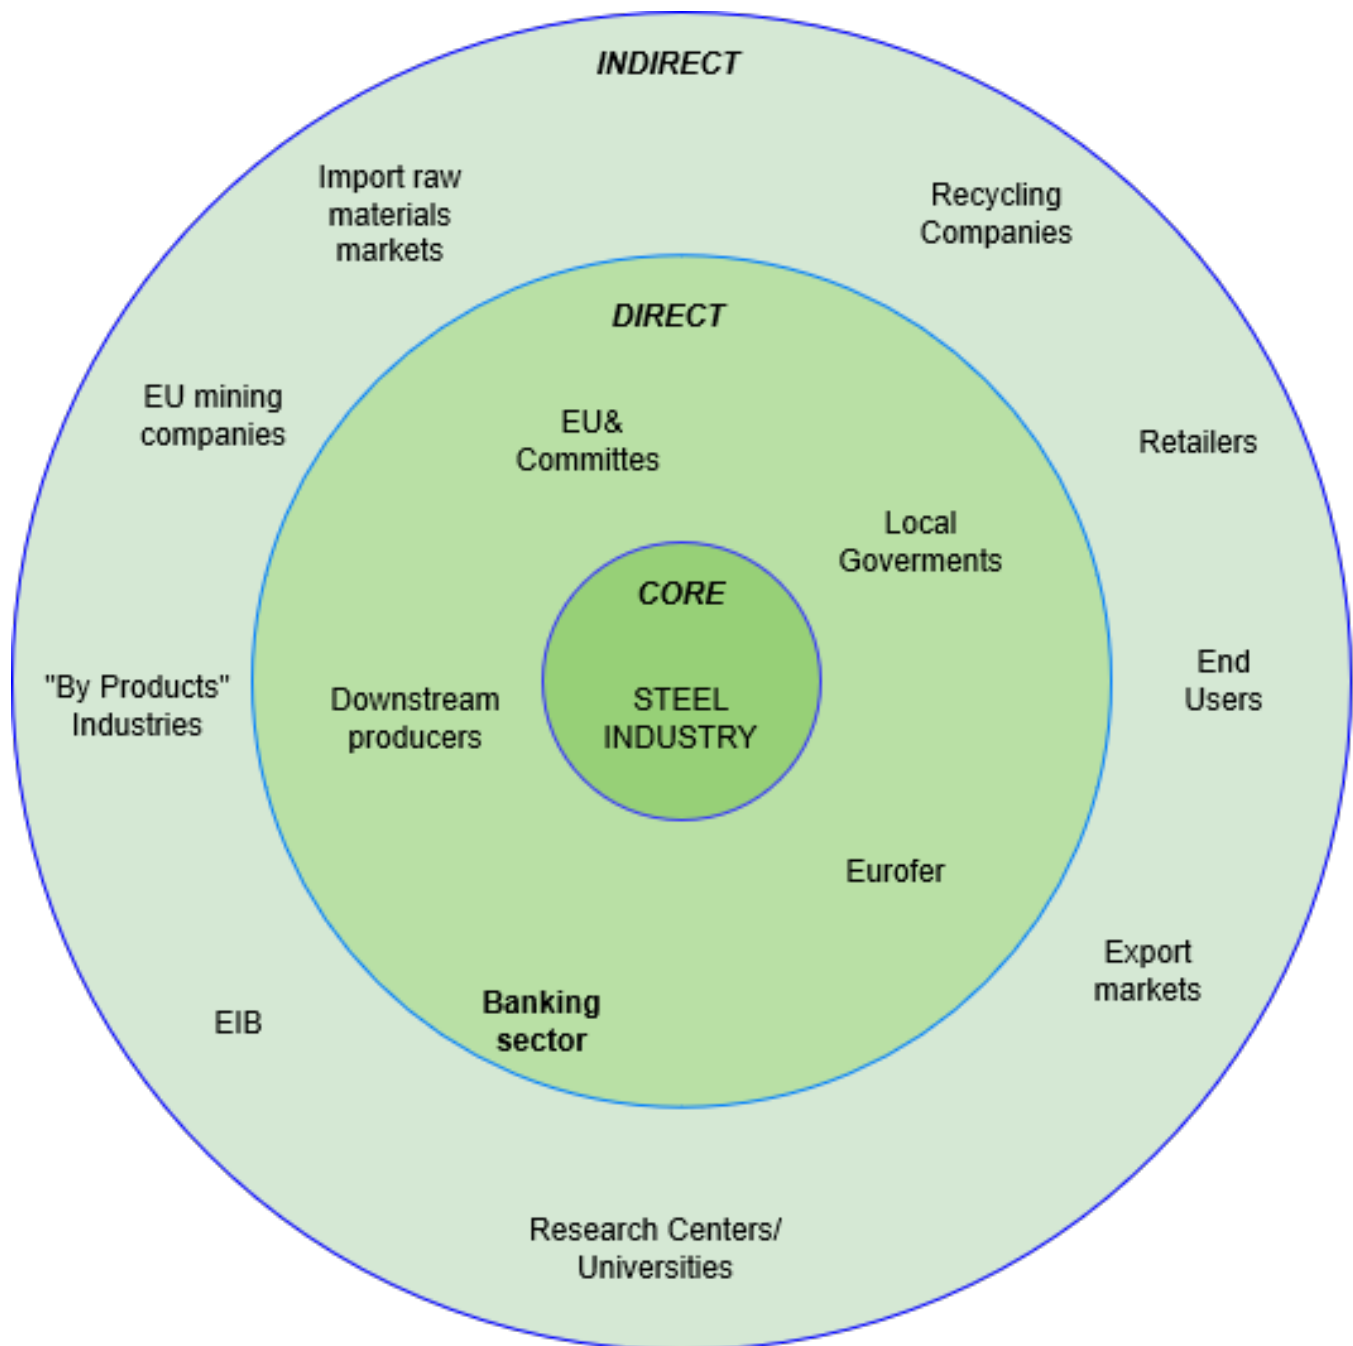 INDIRECT
Import raw
materials
markets
Recycling
Companies
DIRECT
EU mining
companies
EU&
Committes
Retailers
Local
Goverments
CORE
STEEL
INDUSTRY
"By Products"
Industries
Downstream
producers
End
Users
Eurofer
Export
markets
EIB
Banking
sector
Research Centers/
Universities